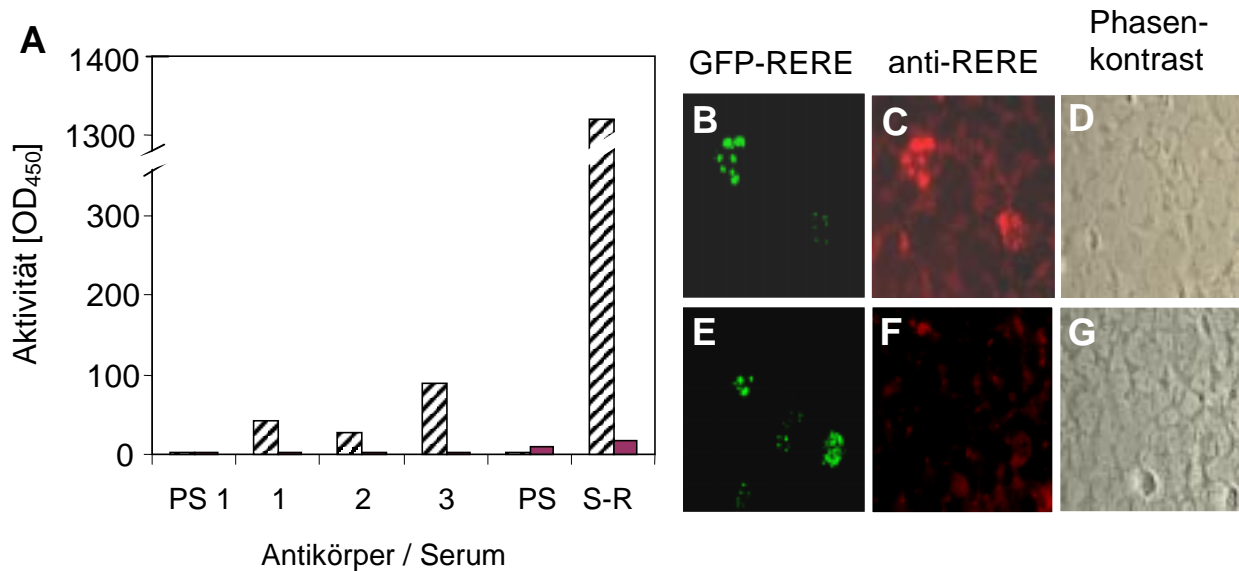 A
Aktivität [OD450]
1400
1300
300
200
100
0
PS 1 1 2 3 PS S-R
Antikörper / Serum
GFP-RERE anti-RERE Phasen-
kontrast
B C D
E F G